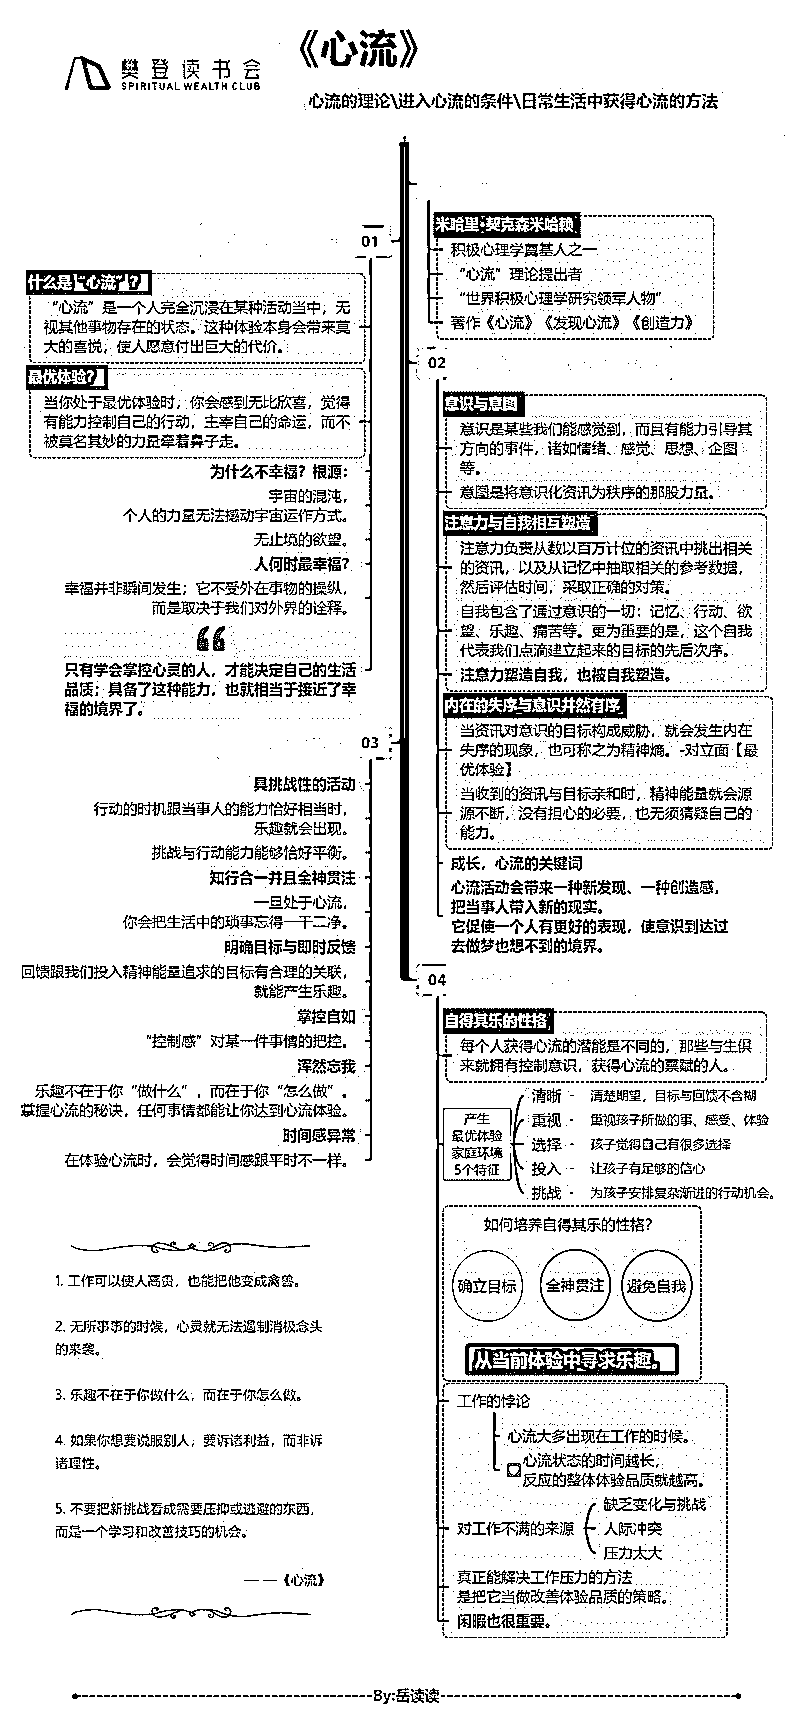 《心流》
樊登读书会
SPIRITUAL WEALTH CLUB
心流的理论\进入心流的条件\日常生活中获得心流的方法
米哈里·契克森米哈赖
积极心理学奠基人之一
“心流”理论提出者
“世界积极心理学研究领军人物”
著作《心流》《发现心流》《创造力》
01
什么是“心流”？
“心流”是一个人完全沉浸在某种活动当中，无
视其他事物存在的状态。这种体验本身会带来莫
大的喜悦，使人愿意付出巨大的代价。
最优体验？
当你处于最优体验时，你会感到无比欣喜，觉得
有能力控制自己的行动，主宰自己的命运，而不
被莫名其妙的力量牵着鼻子走。
为什么不幸福？根源：
宇宙的混沌，
个人的力量无法撼动宇宙运作方式。
无止境的欲望。
人何时最幸福？
幸福并非瞬间发生；它不受外在事物的操纵，
而是取决于我们对外界的诠释。
“
只有学会掌控心灵的人，才能决定自己的生活
品质；具备了这种能力，也就相当于接近了幸
福的境界了。
02
意识与意图
意识是某些我们能感觉到，而且有能力引导其
方向的事件，诸如情绪、感觉、思想、企图
等。
意图是将意识化资讯为秩序的那股力量。
注意力与自我相互塑造
注意力负责从数以百万计位的资讯中挑出相关
的资讯，以及从记忆中抽取相关的参考数据，
然后评估时间，采取正确的对策。
自我包含了通过意识的一切：记忆、行动、欲
望、乐趣、痛苦等。更为重要的是，这个自我
代表我们点滴建立起来的目标的先后次序。
注意力塑造自我，也被自我塑造。
内在的失序与意识井然有序
当资讯对意识的目标构成威胁，就会发生内在
失序的现象，也可称之为精神熵。-对立面【最
优体验】
当收到的资讯与目标亲和时，精神能量就会源
源不断，没有担心的必要，也无须猜疑自己的
能力。
成长，心流的关键词
心流活动会带来一种新发现、一种创造感，
把当事人带入新的现实。
它促使一个人有更好的表现，使意识到达过
去做梦也想不到的境界。
03
具挑战性的活动
行动的时机跟当事人的能力恰好相当时，
乐趣就会出现。
挑战与行动能力能够恰好平衡。
知行合一并且全神贯注
一旦处于心流，
你会把生活中的琐事忘得一干二净。
明确目标与即时反馈
回馈跟我们投入精神能量追求的目标有合理的关联，
就能产生乐趣。
掌控自如
“控制感”对某一件事情的把控。
浑然忘我
乐趣不在于你“做什么”，而在于你“怎么做”。
掌握心流的秘诀，任何事情都能让你达到心流体验。
时间感异常
在体验心流时，会觉得时间感跟平时不一样。
04
自得其乐的性格
每个人获得心流的潜能是不同的，那些与生俱
来就拥有控制意识，获得心流的禀赋的人。
产生
最优体验
家庭环境
5个特征
清晰 - 清楚期望，目标与回馈不含糊
重视 - 重视孩子所做的事、感受、体验
选择 - 孩子觉得自己有很多选择
投入 - 让孩子有足够的信心
挑战 - 为孩子安排复杂渐进的行动机会。
如何培养自得其乐的性格？
确立目标
全神贯注
避免自我
从当前体验中寻求乐趣。
工作的悖论
心流大多出现在工作的时候。
心流状态的时间越长，
反应的整体体验品质就越高。
对工作不满的来源
缺乏变化与挑战
人际冲突
压力太大
真正能解决工作压力的方法
是把它当做改善体验品质的策略。
闲暇也很重要。
1. 工作可以使人高贵，也能把他变成禽兽。
2. 无所事事的时候，心灵就无法遏制消极念头
的来袭。
3. 乐趣不在于你做什么，而在于你怎么做。
4. 如果你想要说服别人，要诉诸利益，而非诉
诸理性。
5. 不要把新挑战看成需要压抑或逃避的东西，
而是一个学习和改善技巧的机会。
——《心流》
By:岳读读